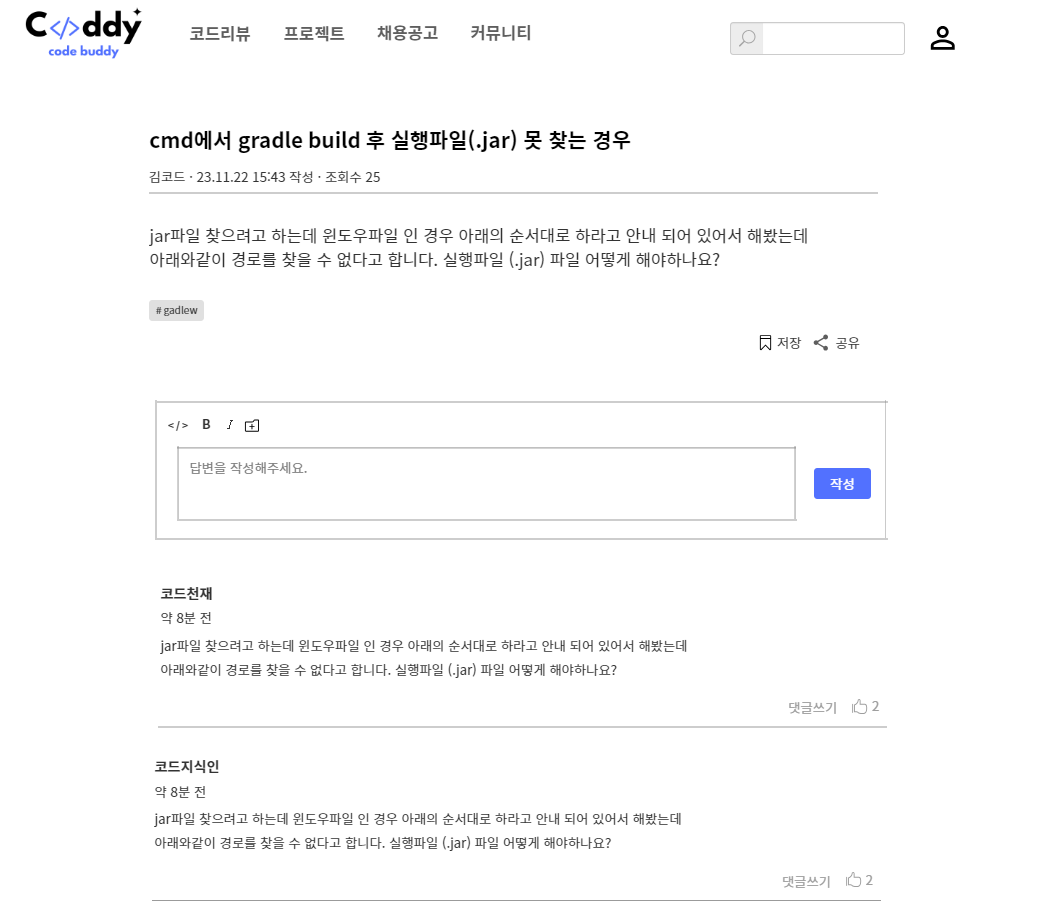 C</>ddy
code buddy
코드리뷰 프로젝트 채용공고 커뮤니티
cmd에서 gradle build 후 실행파일(.jar) 못 찾는 경우
김코드 · 23.11.22 15:43 작성 · 조회수 25
jar파일 찾으려고 하는데 윈도우파일 인 경우 아래의 순서대로 하라고 안내 되어 있어서 해봤는데
아래와같이 경로를 찾을 수 없다고 합니다. 실행파일 (.jar) 파일 어떻게 해야하나요?
# gadlew
저장 공유
</> B I
답변을 작성해주세요.
작성
코드천재
약 8분 전
jar파일 찾으려고 하는데 윈도우파일 인 경우 아래의 순서대로 하라고 안내 되어 있어서 해봤는데
아래와같이 경로를 찾을 수 없다고 합니다. 실행파일 (.jar) 파일 어떻게 해야하나요?
댓글쓰기 2
코드지식인
약 8분 전
jar파일 찾으려고 하는데 윈도우파일 인 경우 아래의 순서대로 하라고 안내 되어 있어서 해봤는데
아래와같이 경로를 찾을 수 없다고 합니다. 실행파일 (.jar) 파일 어떻게 해야하나요?
댓글쓰기 2